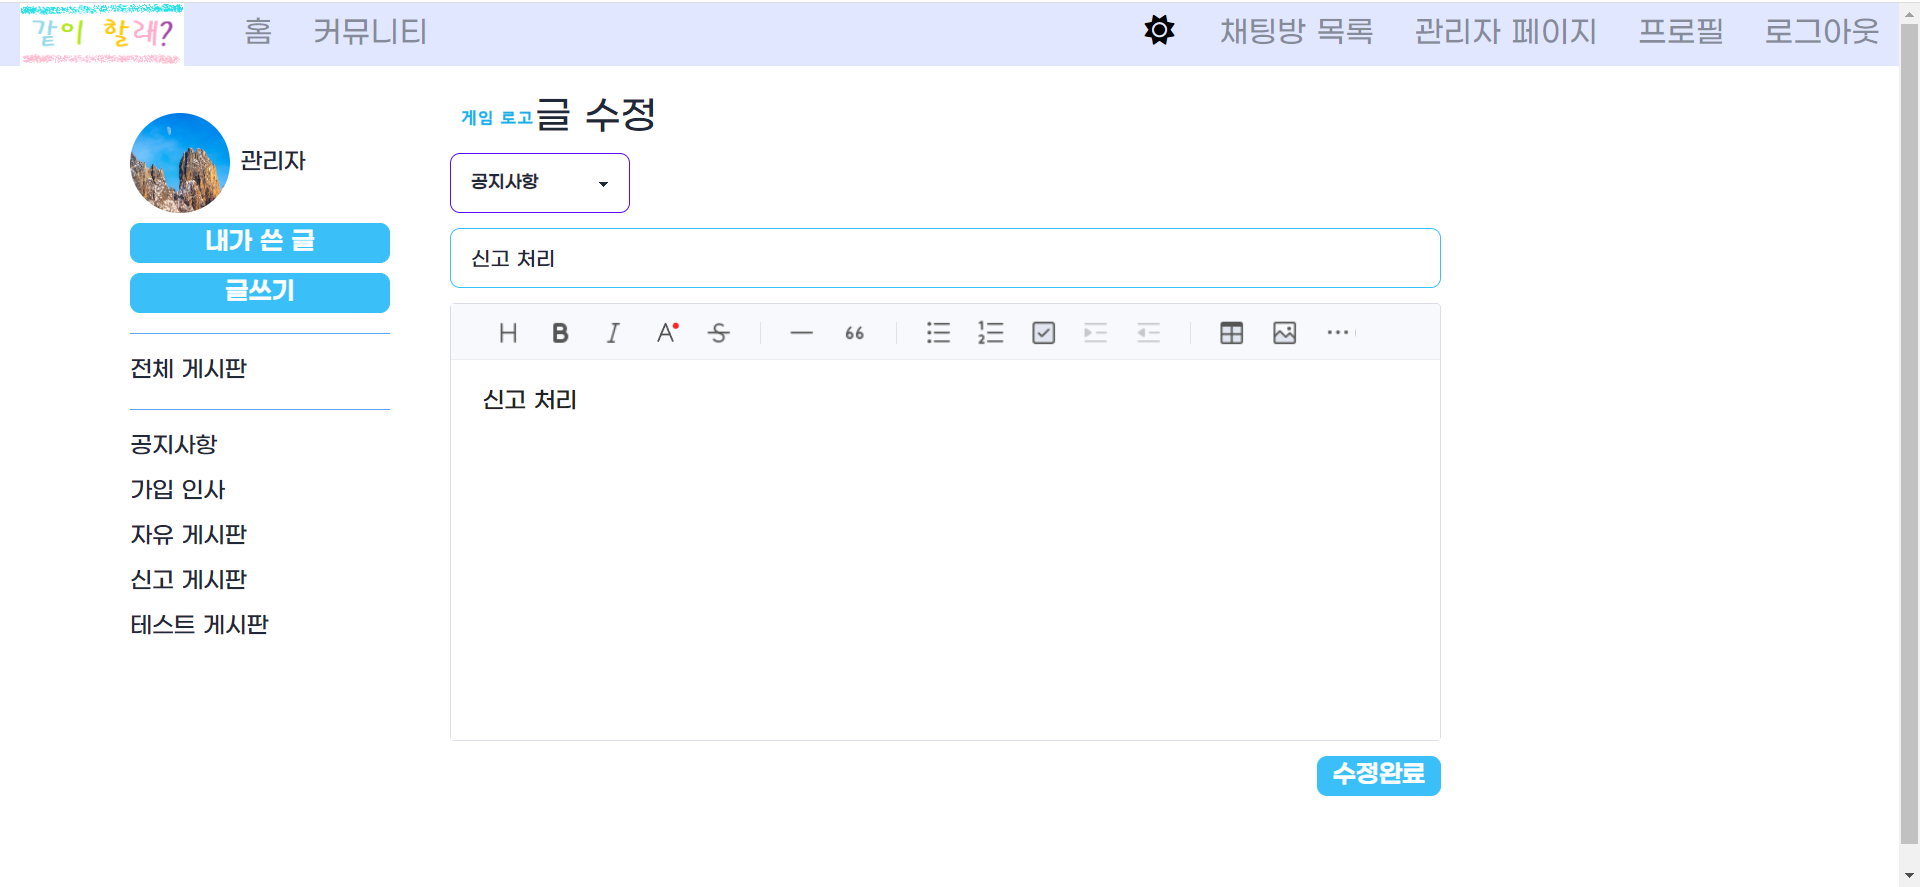 같이 할래?
홈 커뮤니티 채팅방 목록 관리자 페이지 프로필 로그아웃
관리자
내가 쓴 글
글쓰기
전체 게시판
공지사항
가입 인사
자유 게시판
신고 게시판
테스트 게시판
게임 로고 글 수정
공지사항
신고 처리
신고 처리
수정완료